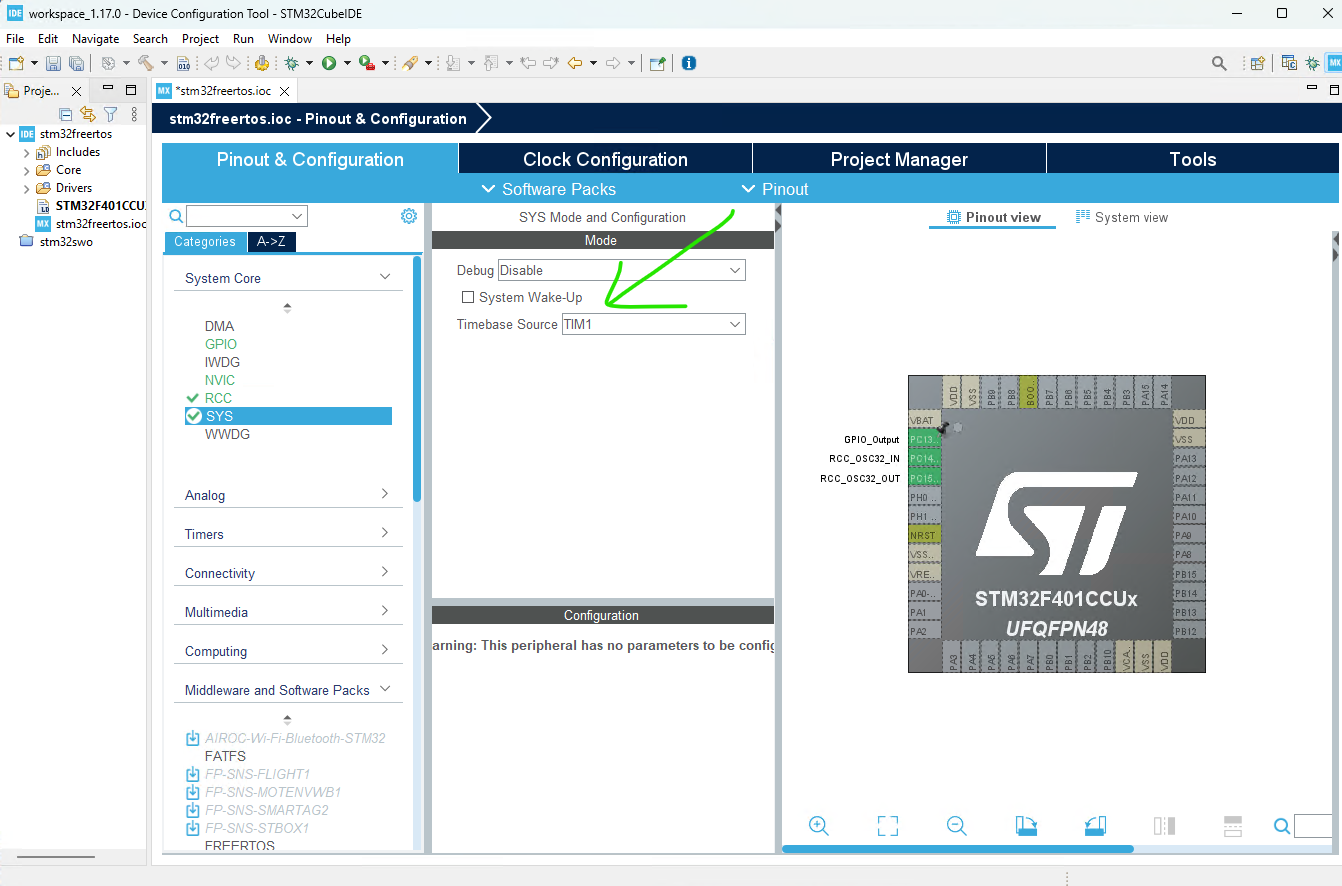 IDE workspace_1.17.0 - Device Configuration Tool - STM32CubeIDE
File Edit Navigate Search Project Run Window Help
010
MX
Proje...
MX *stm32freertos.ioc
stm32freertos.ioc - Pinout & Configuration
IDE stm32freertos
Includes
Core
Drivers
STM32F401CCU
MX stm32freertos.ioc
stm32swo
Pinout & Configuration
Clock Configuration
Project Manager
Tools
Software Packs
Pinout
Categories
A->Z
System Core
DMA
GPIO
IWDG
NVIC
RCC
SYS
WWDG
Analog
Timers
Connectivity
Multimedia
Computing
Middleware and Software Packs
AIROC-Wi-Fi-Bluetooth-STM32
FATFS
FP-SNS-FLIGHT1
FP-SNS-MOTENVWB1
FP-SNS-SMARTAG2
FP-SNS-STBOX1
FREERTOS
SYS Mode and Configuration
Mode
Debug Disable
System Wake-Up
Timebase Source TIM1
Configuration
arning: This peripheral has no parameters to be config
Pinout view
System view
VDD VSS PB9 PB8 BOO.. PB7 PB6 PB5 PB4 PB3 PA15 PA14
VBAT
GPIO_Output PC13..
RCC_OSC32_IN PC14..
RCC_OSC32_OUT PC15..
PH0 ..
PH1 ..
NRST
VSS..
VRE..
PA0-..
PA1
PA2
ST
STM32F401CCUx
UFQFPN48
VDD
VSS
PA13
PA12
PA11
PA10
PA9
PA8
PB15
PB14
PB13
PB12
PA3 PA4 PA5 PA6 PA7 PB0 PB1 PB2 PB10 VCA.. VSS VDD